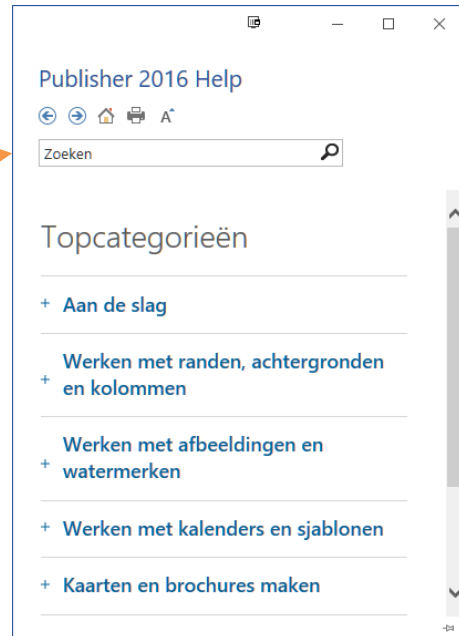 Publisher 2016 Help
Zoeken
Topcategorieën
+ Aan de slag
+ Werken met randen, achtergronden
en kolommen
+ Werken met afbeeldingen en
watermerken
+ Werken met kalenders en sjablonen
+ Kaarten en brochures maken